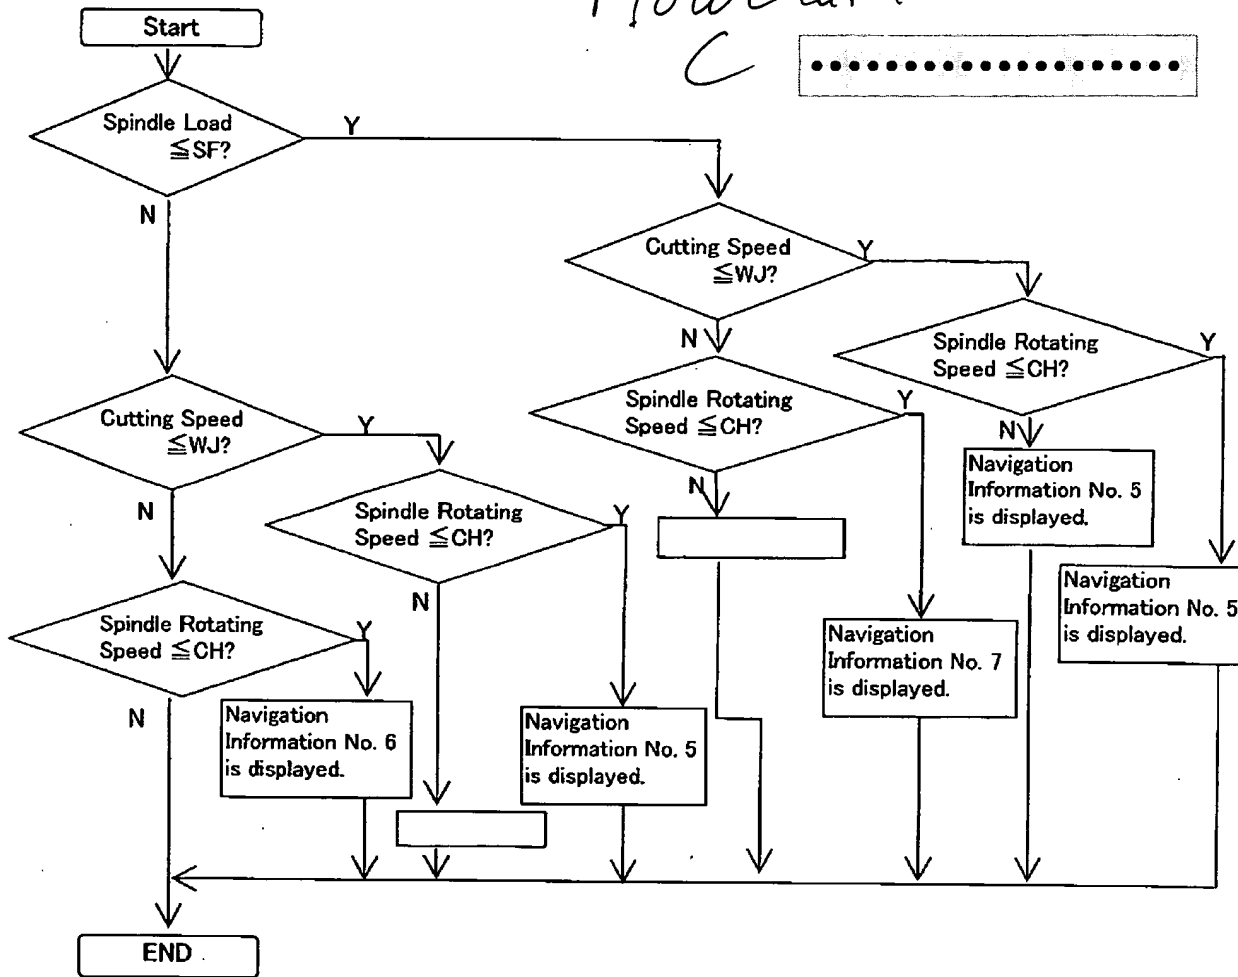 Flowchart
C
Start
Spindle Load
≦SF?
Y
N
Cutting Speed
≦WJ?
Y
N
Spindle Rotating
Speed ≦CH?
Y
N
Navigation
Information No. 5
is displayed.
Navigation
Information No. 5
is displayed.
Spindle Rotating
Speed ≦CH?
Y
N
Navigation
Information No. 7
is displayed.
Cutting Speed
≦WJ?
Y
N
Spindle Rotating
Speed ≦CH?
Y
N
Navigation
Information No. 5
is displayed.
Spindle Rotating
Speed ≦CH?
Y
N
Navigation
Information No. 6
is displayed.
END